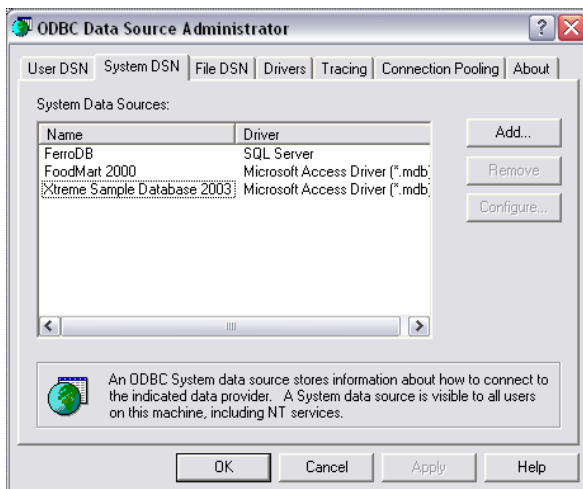 ODBC Data Source Administrator
User DSN System DSN File DSN Drivers Tracing Connection Pooling About
System Data Sources:
Name Driver
FerroDB SQL Server
FoodMart 2000 Microsoft Access Driver (*.mdb)
Xtreme Sample Database 2003 Microsoft Access Driver (*.mdb)
Add...
Remove
Configure...
An ODBC System data source stores information about how to connect to
the indicated data provider. A System data source is visible to all users
on this machine, including NT services.
OK Cancel Apply Help